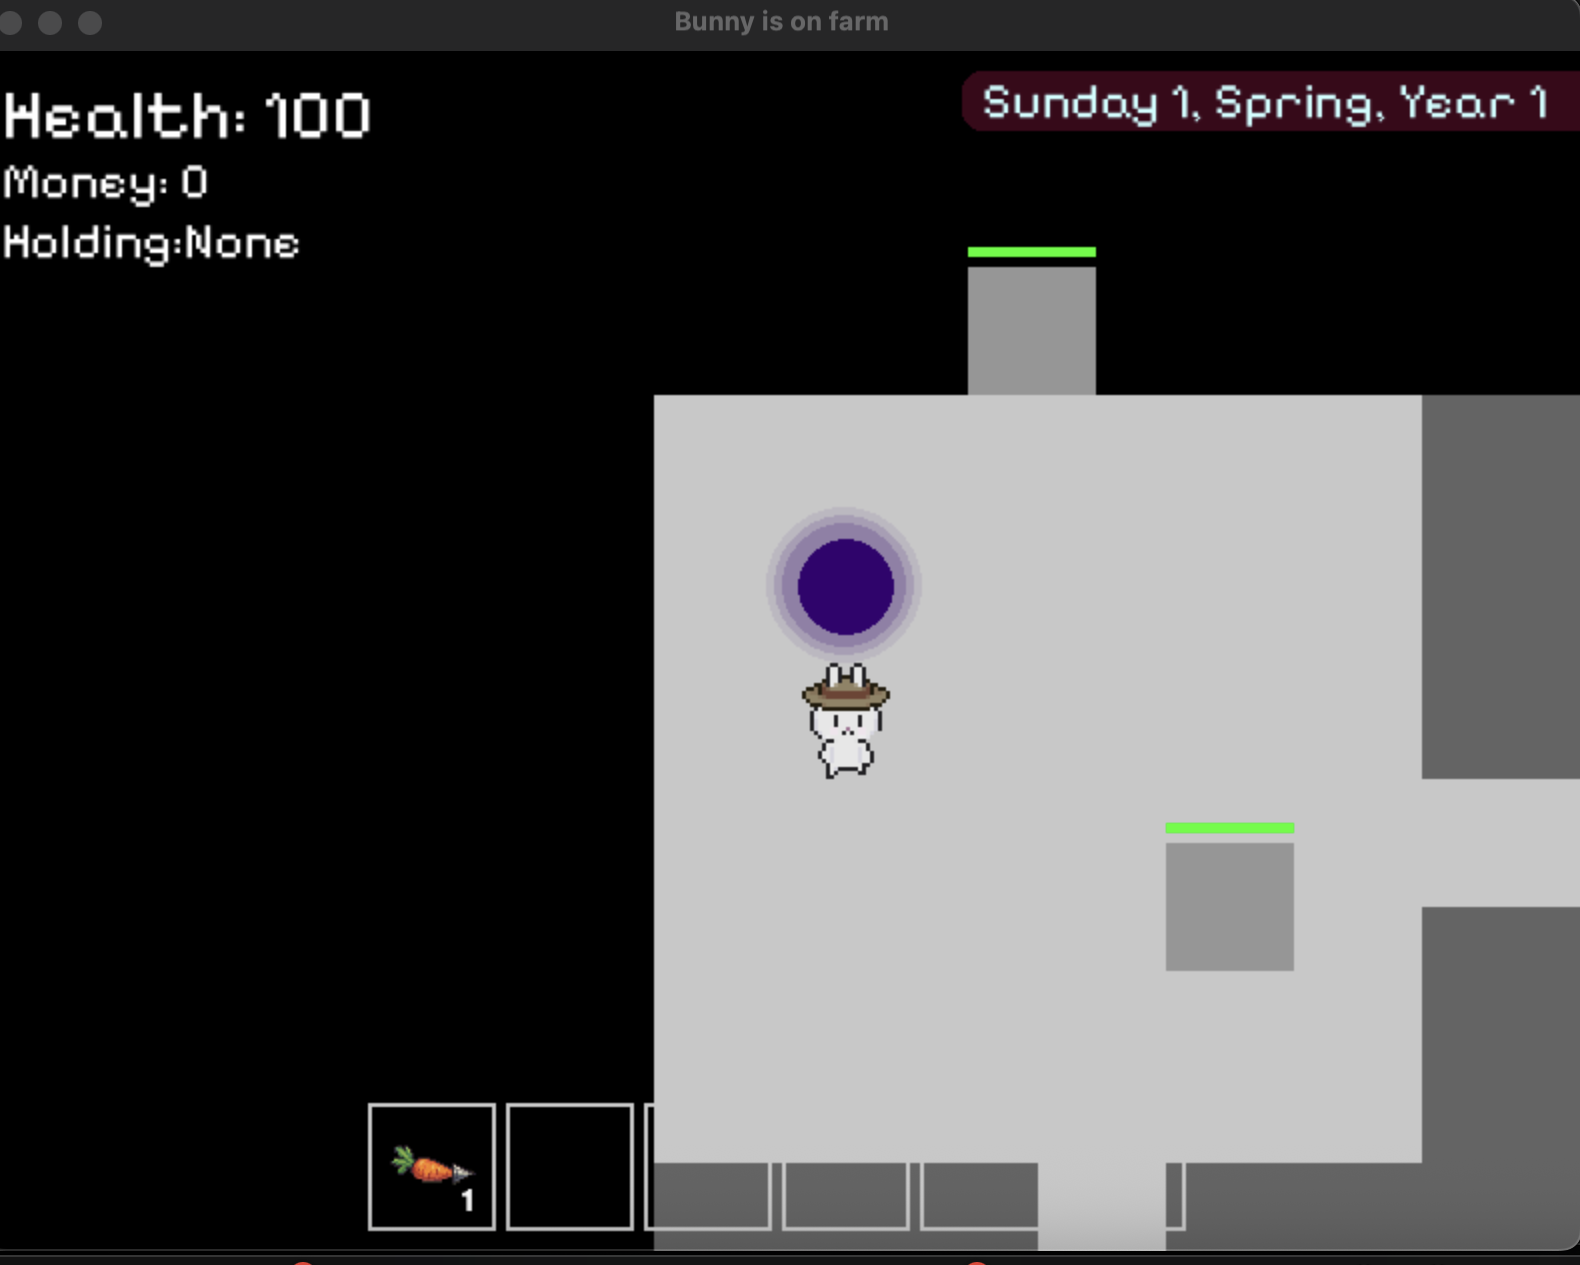 Bunny is on farm
Health: 100
Sunday 1, Spring, Year 1
Money: 0
Holding:None
1